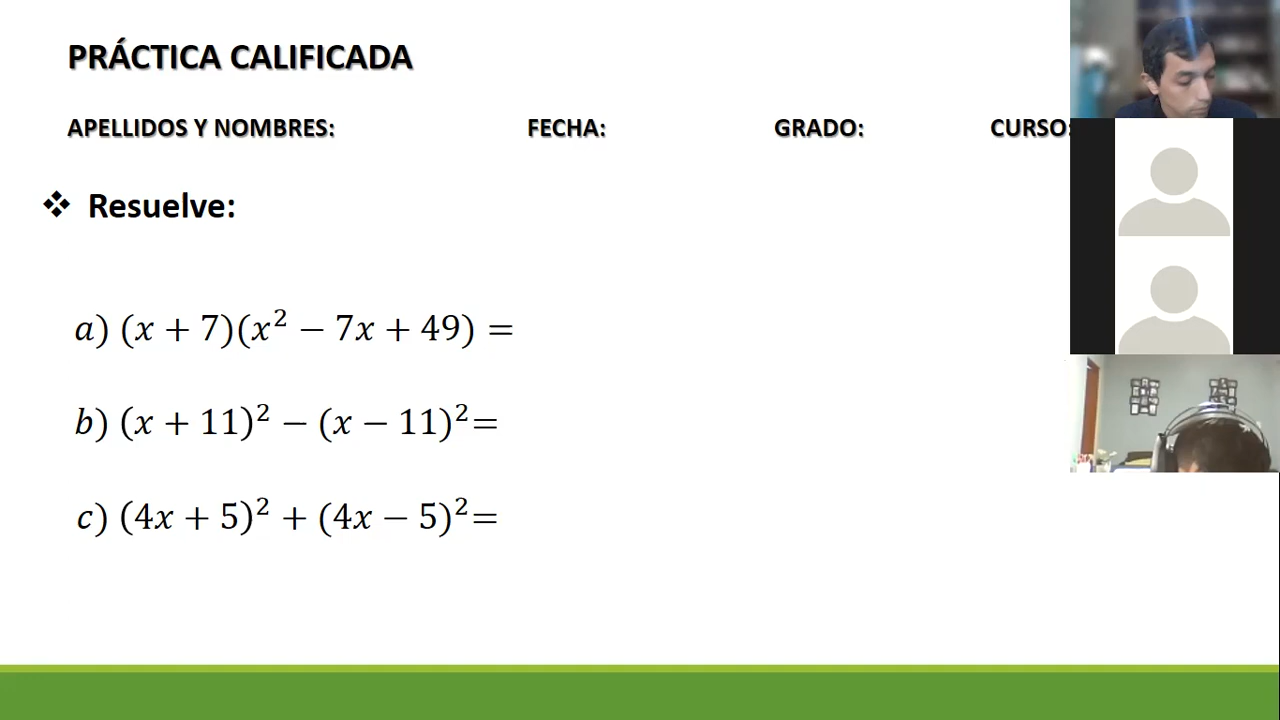 PRÁCTICA CALIFICADA
APELLIDOS Y NOMBRES: FECHA: GRADO: CURSO:
❖ Resuelve:
a) (x + 7)(x² − 7x + 49) =
b) (x + 11)² − (x − 11)²=
c) (4x + 5)² + (4x − 5)²=